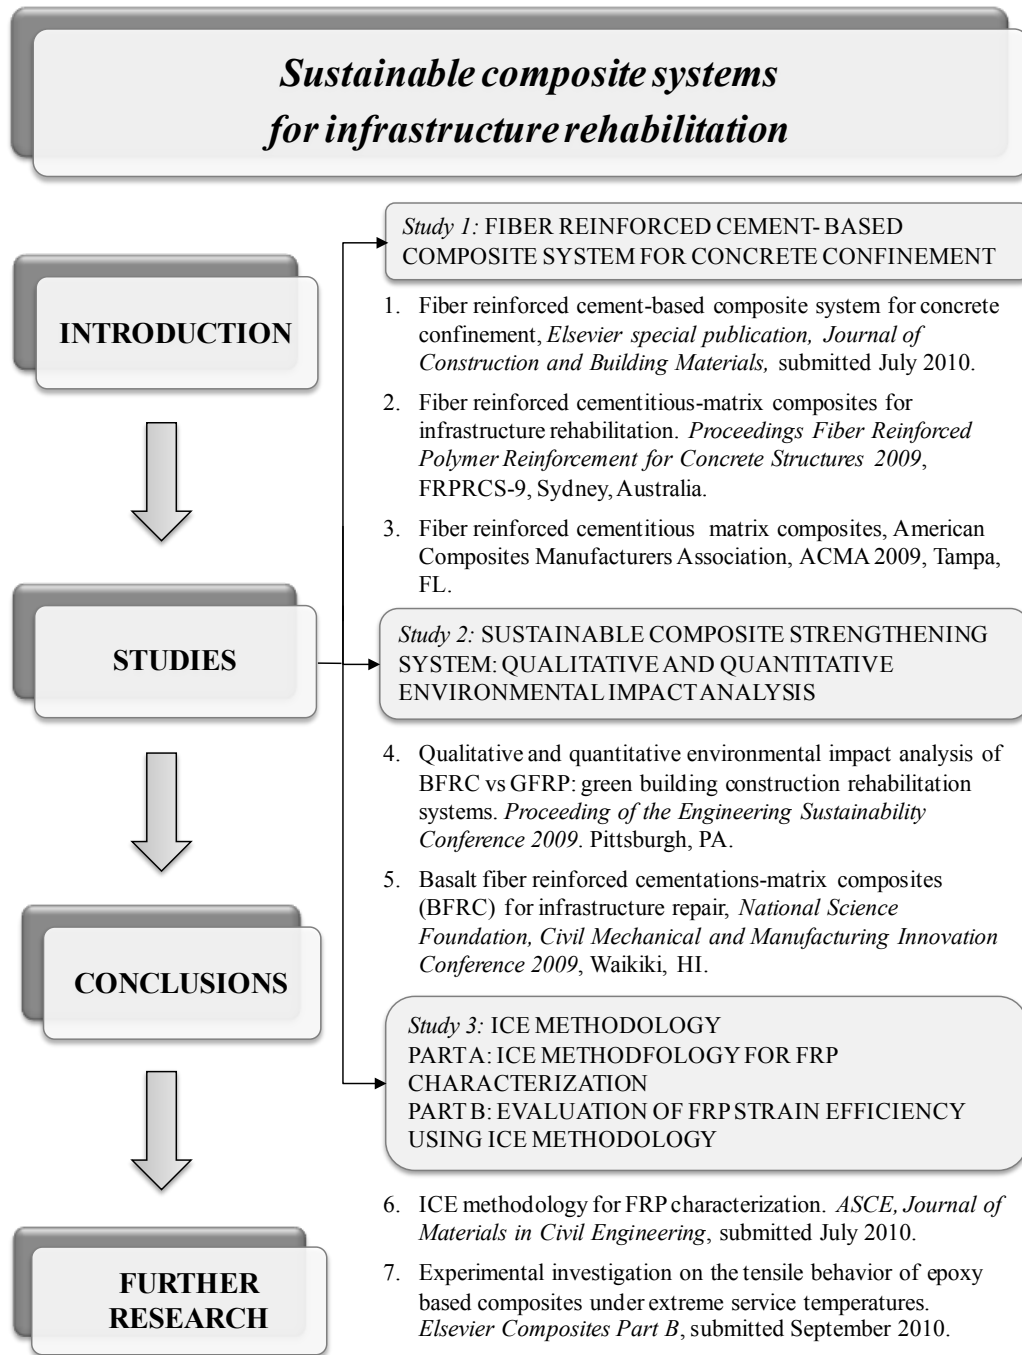 Sustainable composite systems
for infrastructure rehabilitation
INTRODUCTION
STUDIES
CONCLUSIONS
FURTHER
RESEARCH
Study 1: FIBER REINFORCED CEMENT- BASED
COMPOSITE SYSTEM FOR CONCRETE CONFINEMENT
1. Fiber reinforced cement-based composite system for concrete
confinement, Elsevier special publication, Journal of
Construction and Building Materials, submitted July 2010.
2. Fiber reinforced cementitious-matrix composites for
infrastructure rehabilitation. Proceedings Fiber Reinforced
Polymer Reinforcement for Concrete Structures 2009,
FRPRCS-9, Sydney, Australia.
3. Fiber reinforced cementitious matrix composites, American
Composites Manufacturers Association, ACMA 2009, Tampa,
FL.
Study 2: SUSTAINABLE COMPOSITE STRENGTHENING
SYSTEM: QUALITATIVE AND QUANTITATIVE
ENVIRONMENTAL IMPACT ANALYSIS
4. Qualitative and quantitative environmental impact analysis of
BFRC vs GFRP: green building construction rehabilitation
systems. Proceeding of the Engineering Sustainability
Conference 2009. Pittsburgh, PA.
5. Basalt fiber reinforced cementations-matrix composites
(BFRC) for infrastructure repair, National Science
Foundation, Civil Mechanical and Manufacturing Innovation
Conference 2009, Waikiki, HI.
Study 3: ICE METHODOLOGY
PART A: ICE METHODFOLOGY FOR FRP
CHARACTERIZATION
PART B: EVALUATION OF FRP STRAIN EFFICIENCY
USING ICE METHODOLOGY
6. ICE methodology for FRP characterization. ASCE, Journal of
Materials in Civil Engineering, submitted July 2010.
7. Experimental investigation on the tensile behavior of epoxy
based composites under extreme service temperatures.
Elsevier Composites Part B, submitted September 2010.